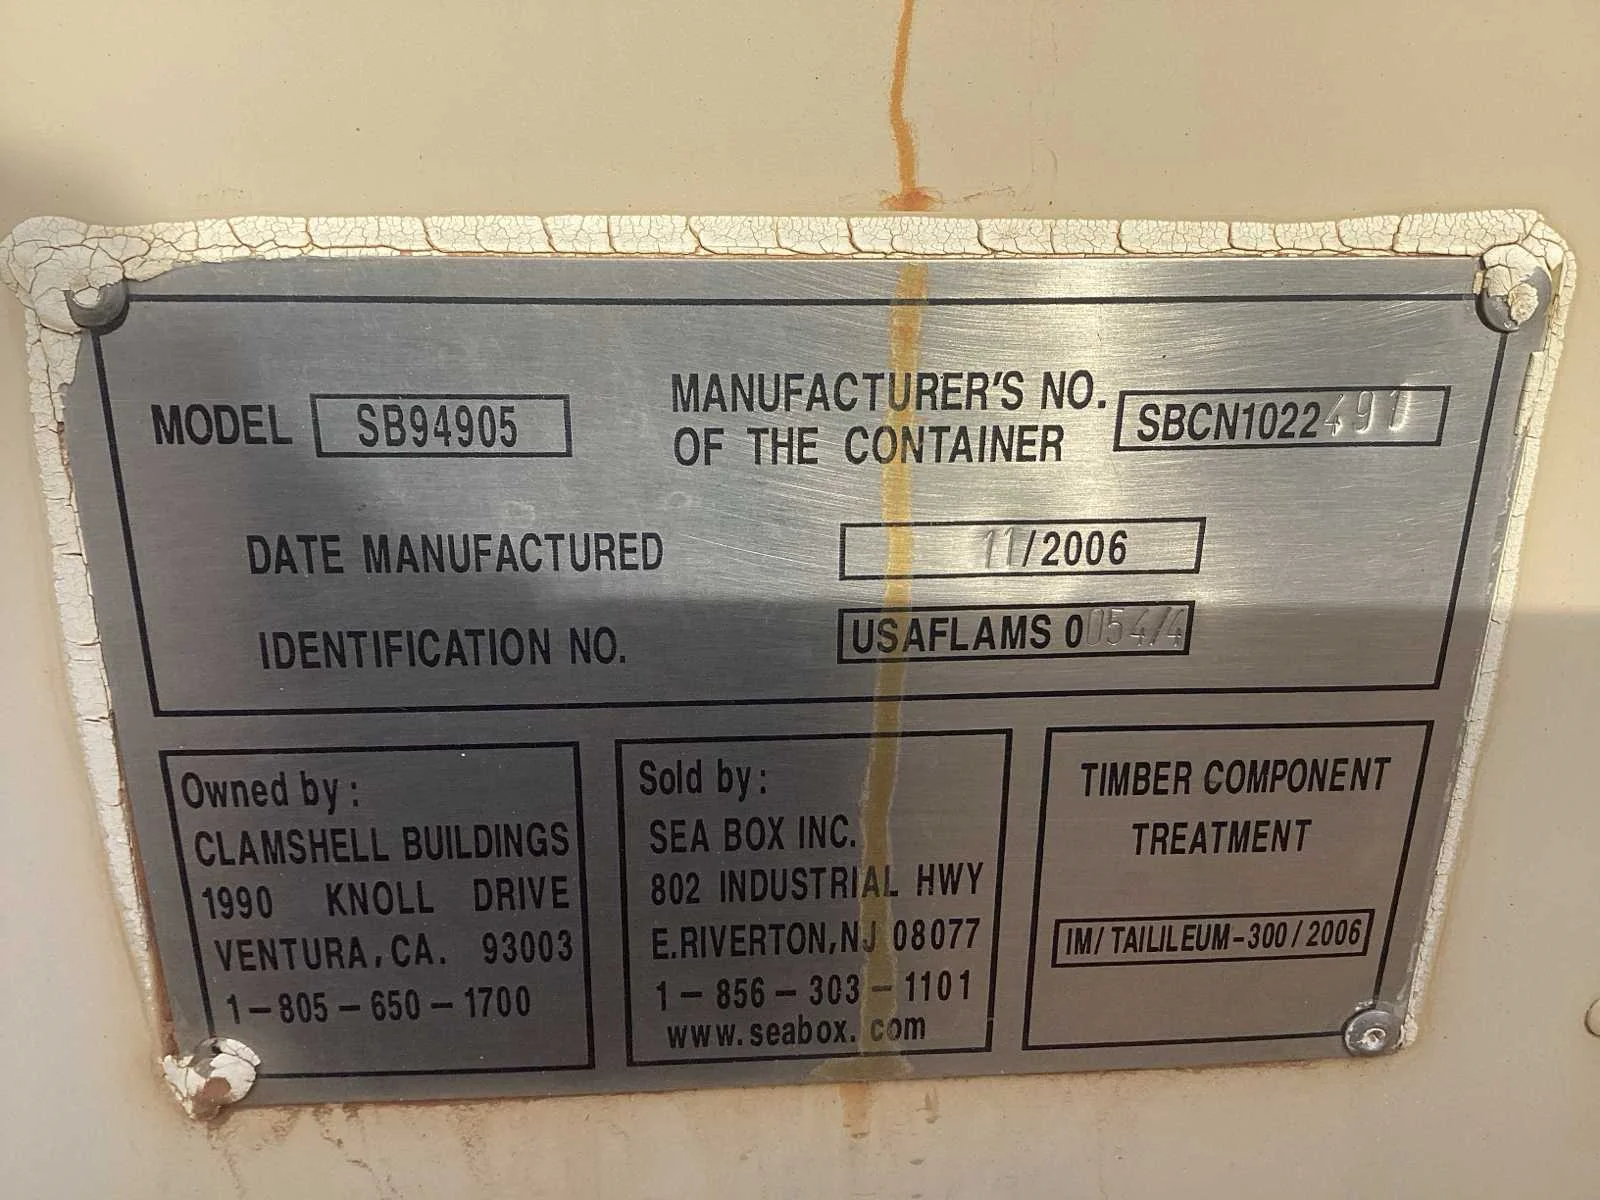 MODEL SB94905
MANUFACTURER'S NO.
OF THE CONTAINER
SBCN1022491
DATE MANUFACTURED 11/2006
IDENTIFICATION NO. USAFLAMS 0
Owned by :
CLAMSHELL BUILDINGS
1990 KNOLL DRIVE
VENTURA, CA. 93003
1-805-650-1700
Sold by :
SEA BOX INC.
802 INDUSTRIAL HWY
E.RIVERTON,NJ 08077
1-856-303-1101
www.seabox.com
TIMBER COMPONENT
TREATMENT
IM/ TAILILEUM-300/2006